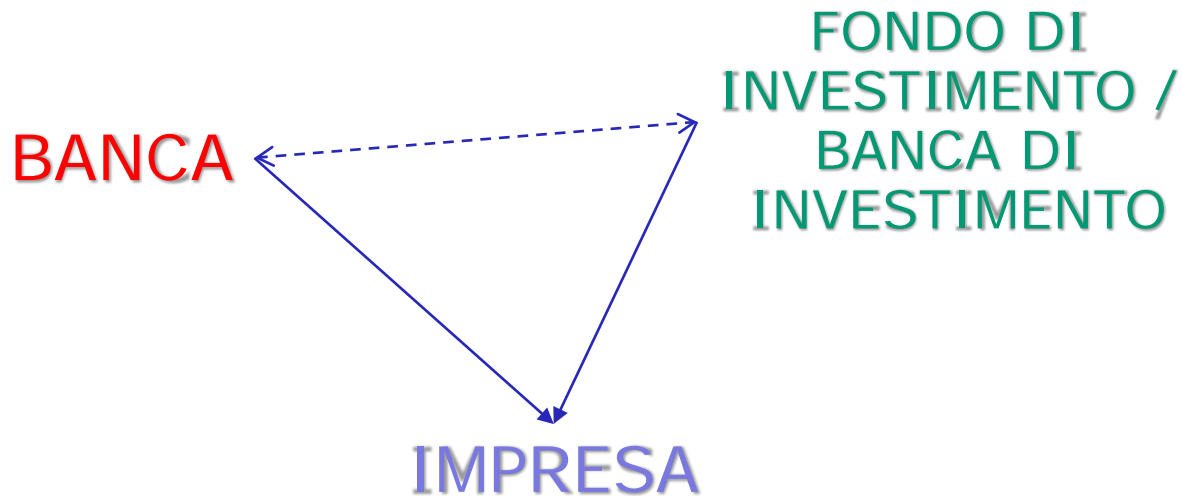 BANCA
FONDO DI
INVESTIMENTO /
BANCA DI
INVESTIMENTO
IMPRESA